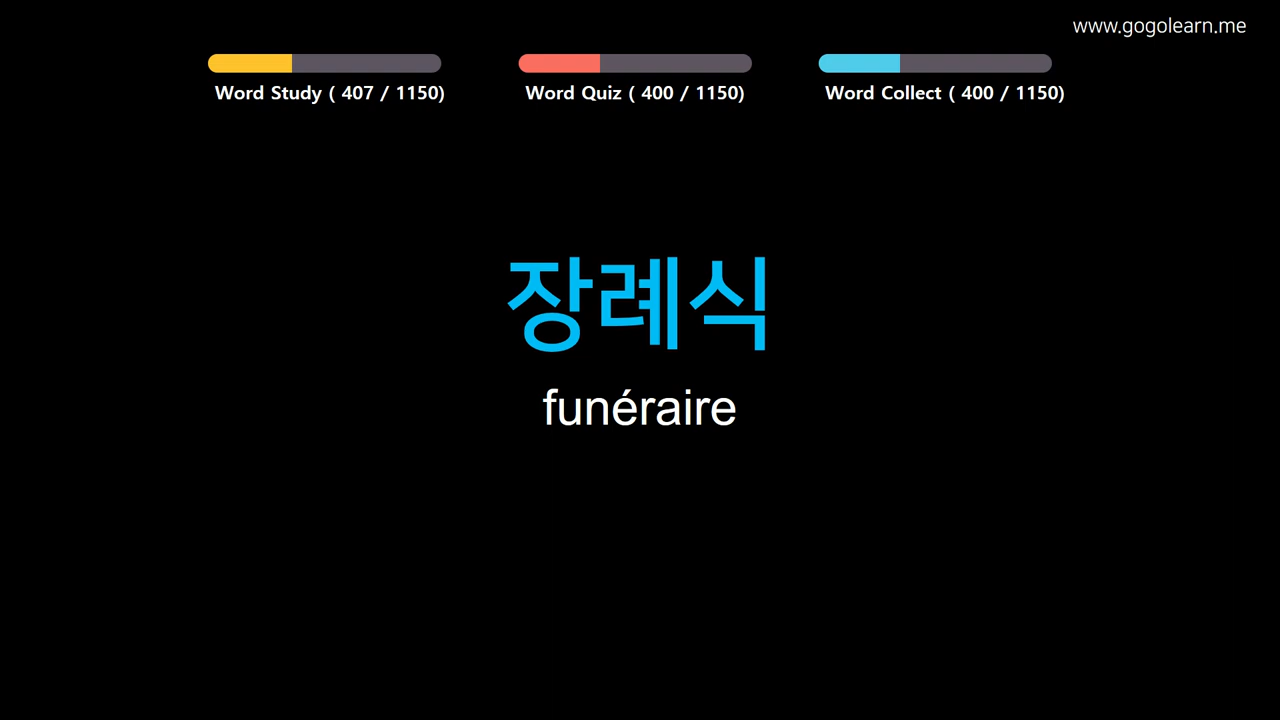 www.gogolearn.me
Word Study ( 407 / 1150)
Word Quiz ( 400 / 1150)
Word Collect ( 400 / 1150)
장례식
funéraire